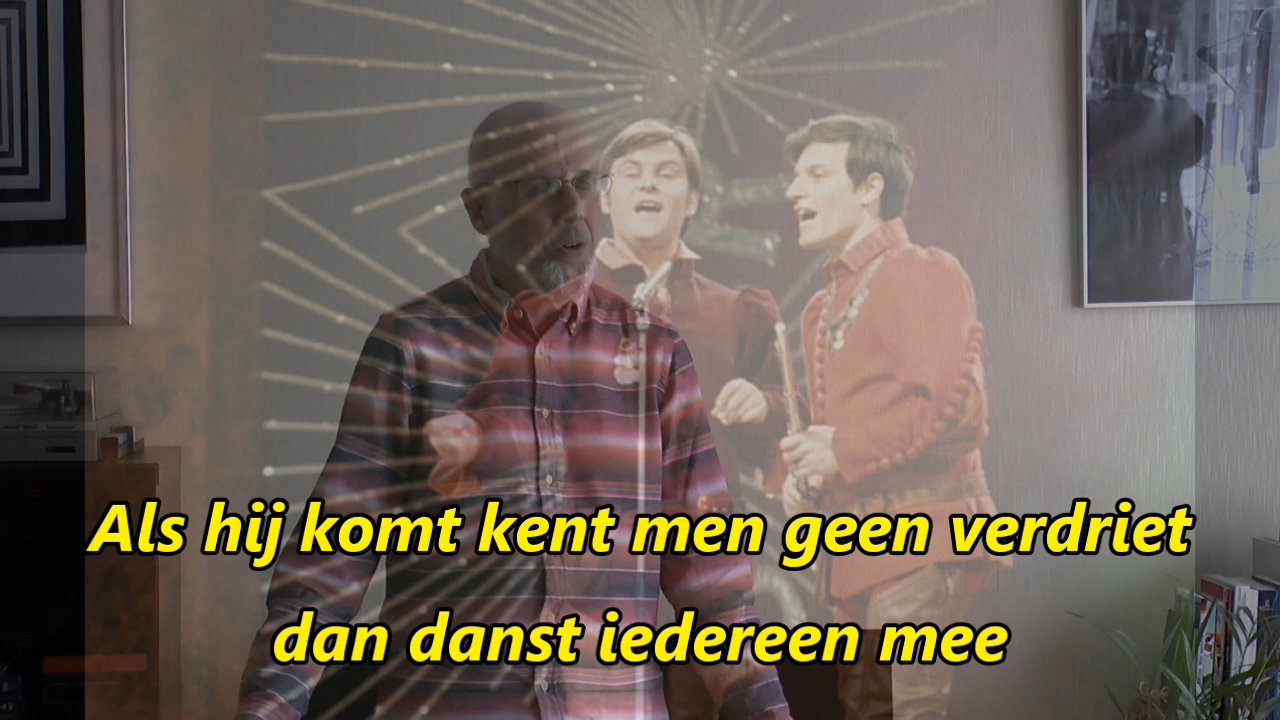 Als hij komt kent men geen verdriet
dan danst iedereen mee